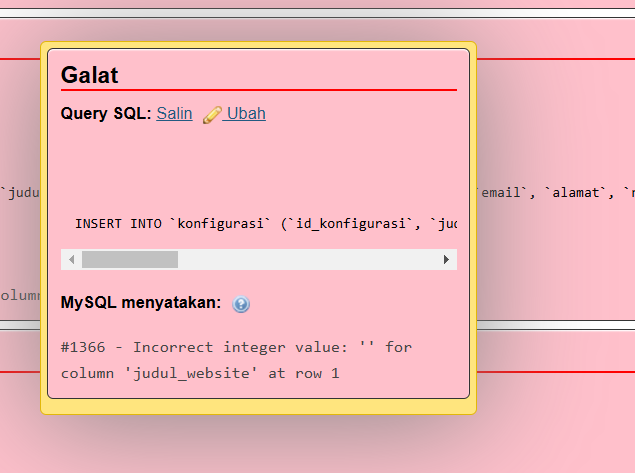 Galat
Query SQL: Salin Ubah
`judu
email`, `alamat`, `
INSERT INTO `konfigurasi` (`id_konfigurasi`, `jud
olumn
MySQL menyatakan:
#1366 - Incorrect integer value: '' for
column 'judul_website' at row 1